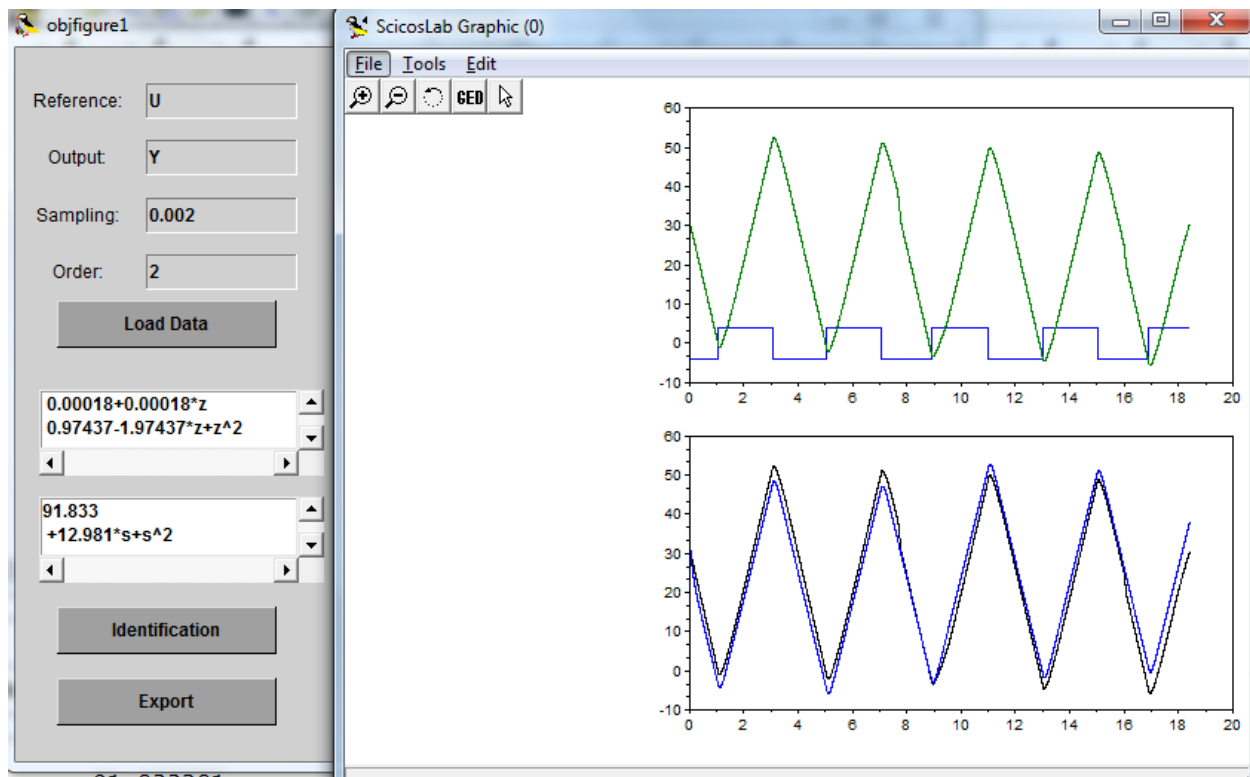 objfigure1
Reference: U
Output: Y
Sampling: 0.002
Order: 2
Load Data
0.00018+0.00018*z
0.97437-1.97437*z+z^2
91.833
+12.981*s+s^2
Identification
Export
ScicosLab Graphic (0)
File Tools Edit
GED
60
50
40
30
20
10
0
-10
0 2 4 6 8 10 12 14 16 18 20
60
50
40
30
20
10
0
-10
0 2 4 6 8 10 12 14 16 18 20